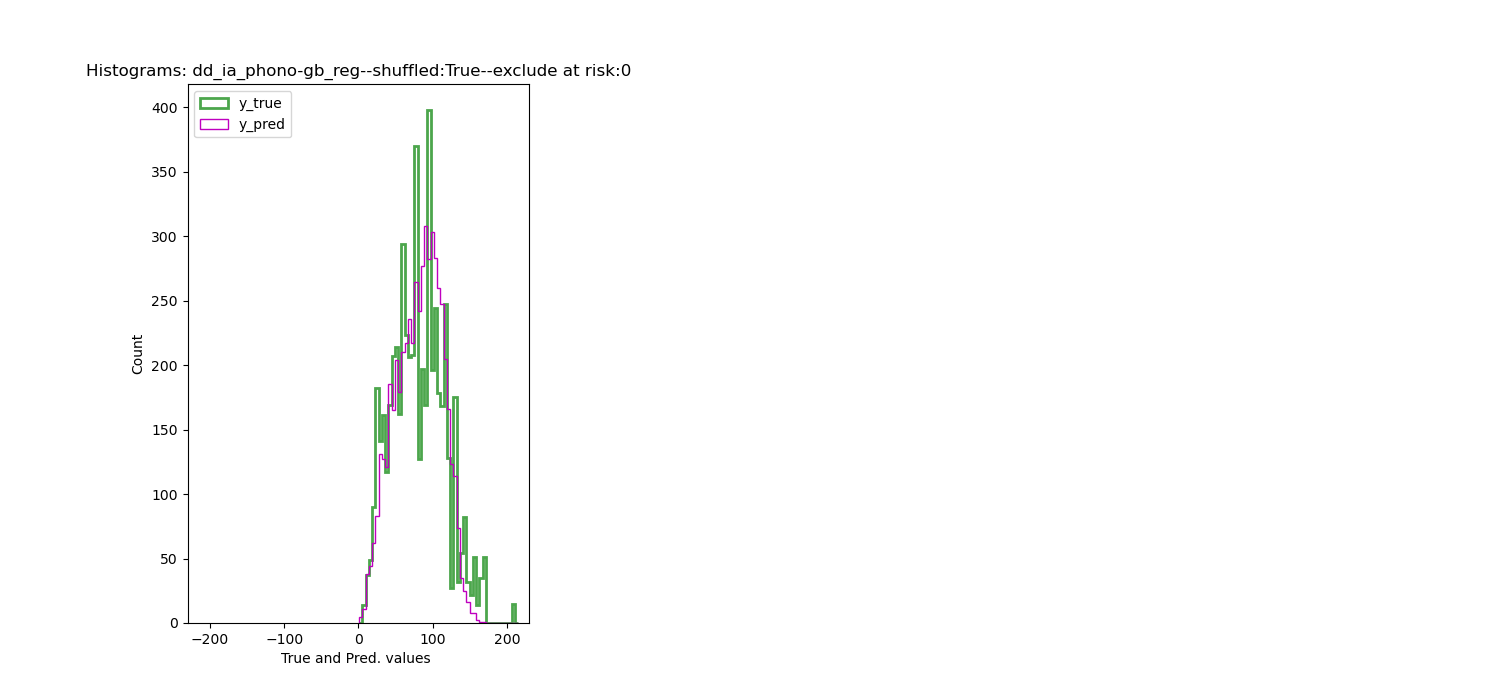 Histograms: dd_ia_phono-gb_reg--shuffled:True--exclude at risk:0
y_true
y_pred
400
350
300
250
200
150
100
50
0
Count
−200 −100 0 100 200
True and Pred. values